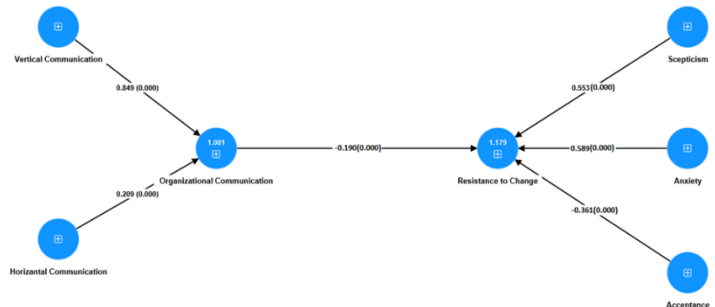 Vertical Communication
Scepticism
0.849 (0.000)
0.553(0.000)
1.001
-0.190(0.000)
1.179
0.589(0.000)
Organizational Communication
Resistance to Change
Anxiety
0.209 (0.000)
-0.361(0.000)
Horizantal Communication
Acceptance